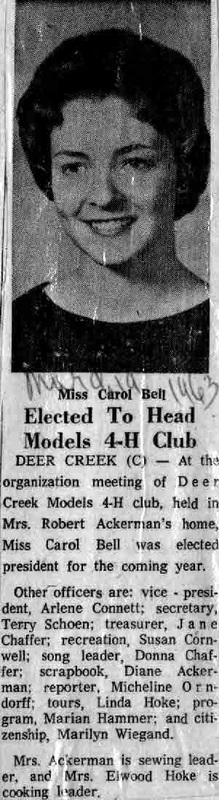 March 19 1963
Miss Carol Bell
Elected To Head
Models 4-H Club
DEER CREEK (C) — At the
organization meeting of Deer
Creek Models 4-H club, held in
Mrs. Robert Ackerman's home,
Miss Carol Bell was elected
president for the coming year.
Other officers are: vice - presi-
dent, Arlene Connett; secretary,
Terry Schoen; treasurer, Jane
Chaffer; recreation, Susan Corn-
well; song leader, Donna Chaf-
fer; scrapbook, Diane Acker-
man; reporter, Micheline Orn-
dorff; tours, Linda Hoke; pro-
gram, Marian Hammer; and citi-
zenship, Marilyn Wiegand.
Mrs. Ackerman is sewing lead-
er, and Mrs. Elwood Hoke is
cooking leader.